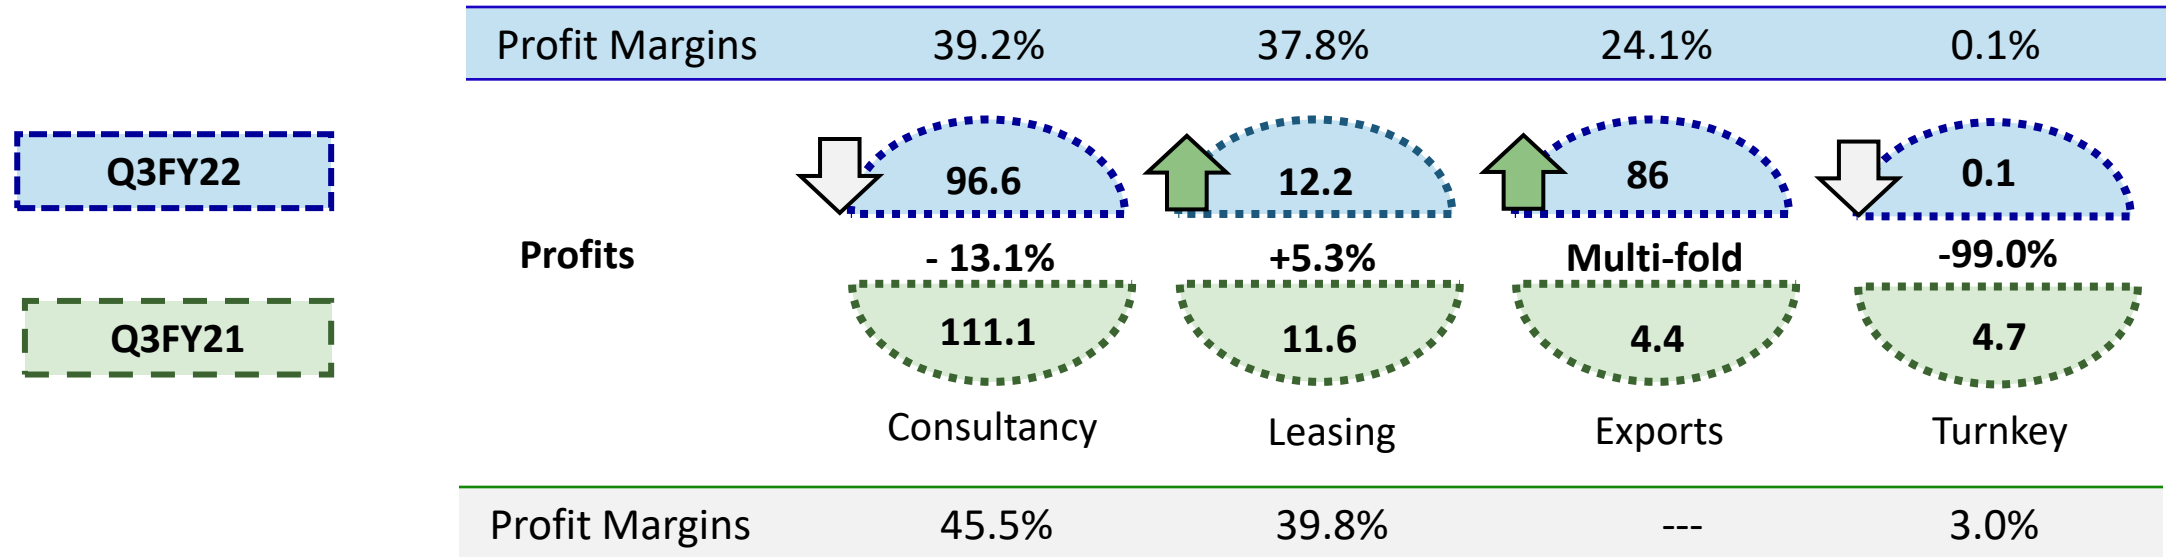 Profit Margins 39.2% 37.8% 24.1% 0.1%
Q3FY22 96.6 12.2 86 0.1
Profits - 13.1% +5.3% Multi-fold -99.0%
Q3FY21 111.1 11.6 4.4 4.7
Consultancy Leasing Exports Turnkey
Profit Margins 45.5% 39.8% --- 3.0%